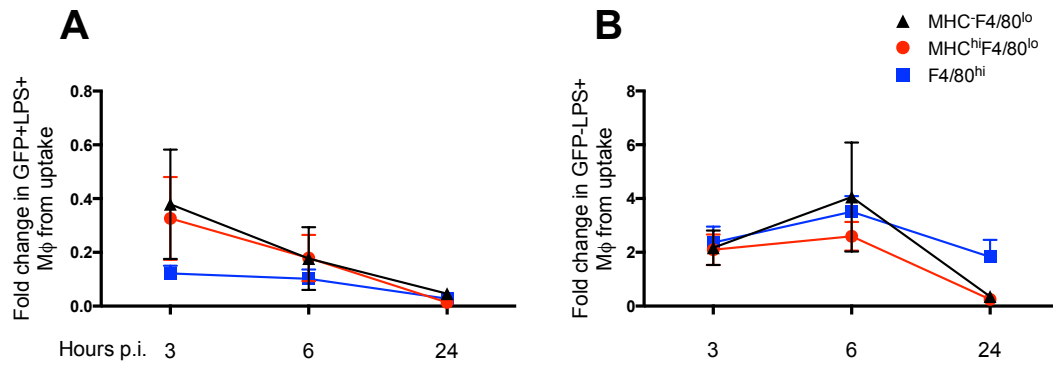 A
Fold change in GFP+LPS+
Mϕ from uptake
0.8
0.6
0.4
0.2
0.0
Hours p.i. 3 6 24
B
MHC⁻F4/80ˡᵒ
MHCʰⁱF4/80ˡᵒ
F4/80ʰⁱ
Fold change in GFP-LPS+
Mϕ from uptake
8
6
4
2
0
3 6 24